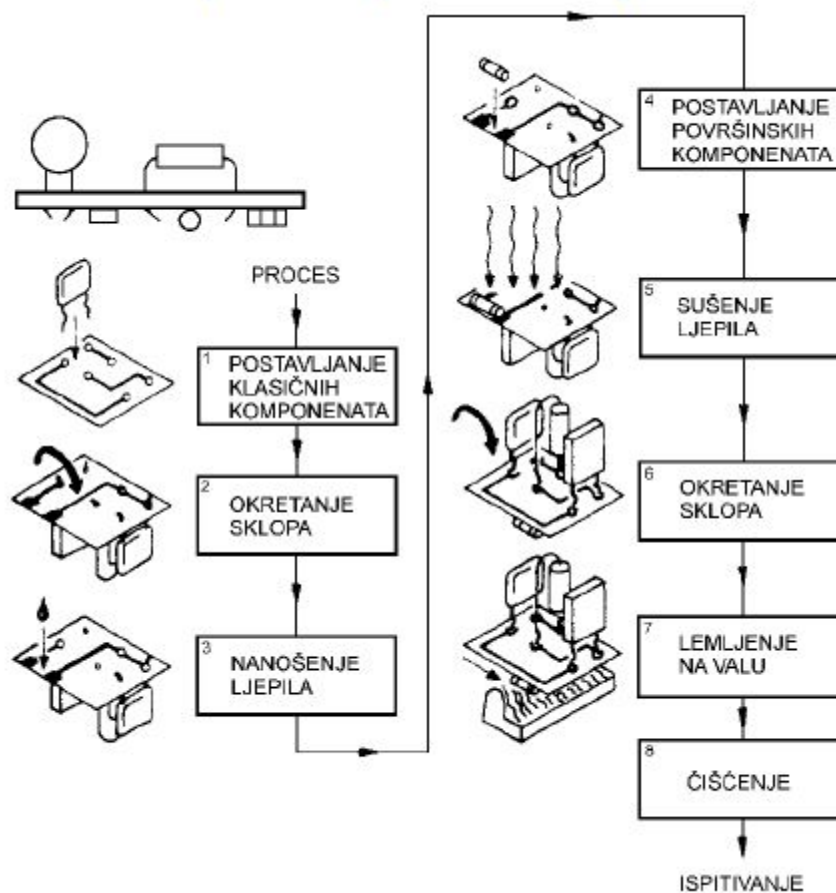 PROCES
1 POSTAVLJANJE
KLASIČNIH
KOMPONENATA
2 OKRETANJE
SKLOPA
3 NANOŠENJE
LJEPILA
4 POSTAVLJANJE
POVRŠINSKIH
KOMPONENATA
5 SUŠENJE
LJEPILA
6 OKRETANJE
SKLOPA
7 LEMLJENJE
NA VALU
8 ČIŠĆENJE
ISPITIVANJE